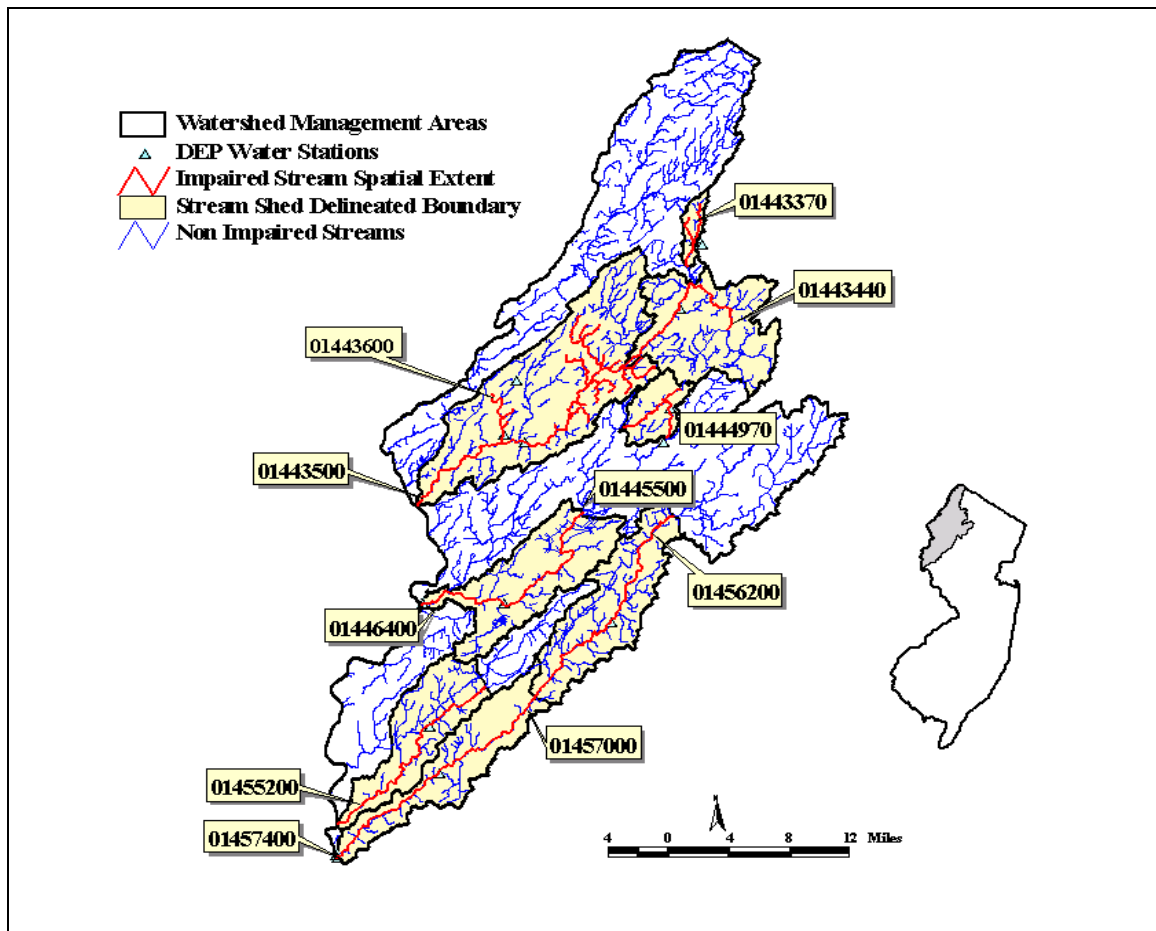 Watershed Management Areas
DEP Water Stations
Impaired Stream Spatial Extent
Stream Shed Delineated Boundary
Non Impaired Streams
01443370
01443440
01443600
01444970
01443500
01445500
01456200
01446400
01457000
01455200
01457400
N
4 0 4 8 12 Miles